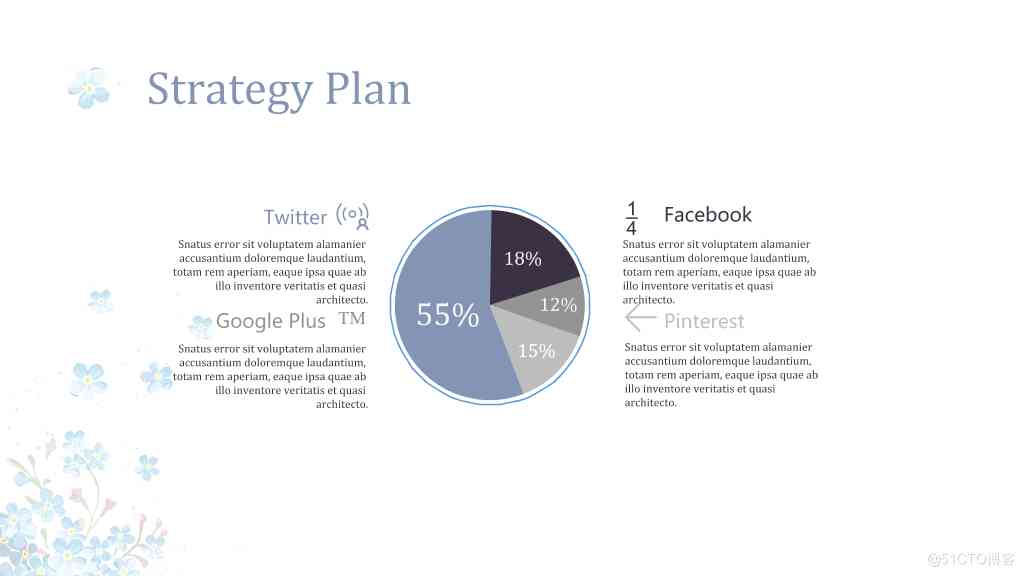 Strategy Plan
Twitter
Snatus error sit voluptatem alamanier
accusantium doloremque laudantium,
totam rem aperiam, eaque ipsa quae ab
illo inventore veritatis et quasi
architecto.
Google Plus TM
Snatus error sit voluptatem alamanier
accusantium doloremque laudantium,
totam rem aperiam, eaque ipsa quae ab
illo inventore veritatis et quasi
architecto.
55%
18%
12%
15%
1
4
Facebook
Snatus error sit voluptatem alamanier
accusantium doloremque laudantium,
totam rem aperiam, eaque ipsa quae ab
illo inventore veritatis et quasi
architecto.
Pinterest
Snatus error sit voluptatem alamanier
accusantium doloremque laudantium,
totam rem aperiam, eaque ipsa quae ab
illo inventore veritatis et quasi
architecto.
@51CTO博客